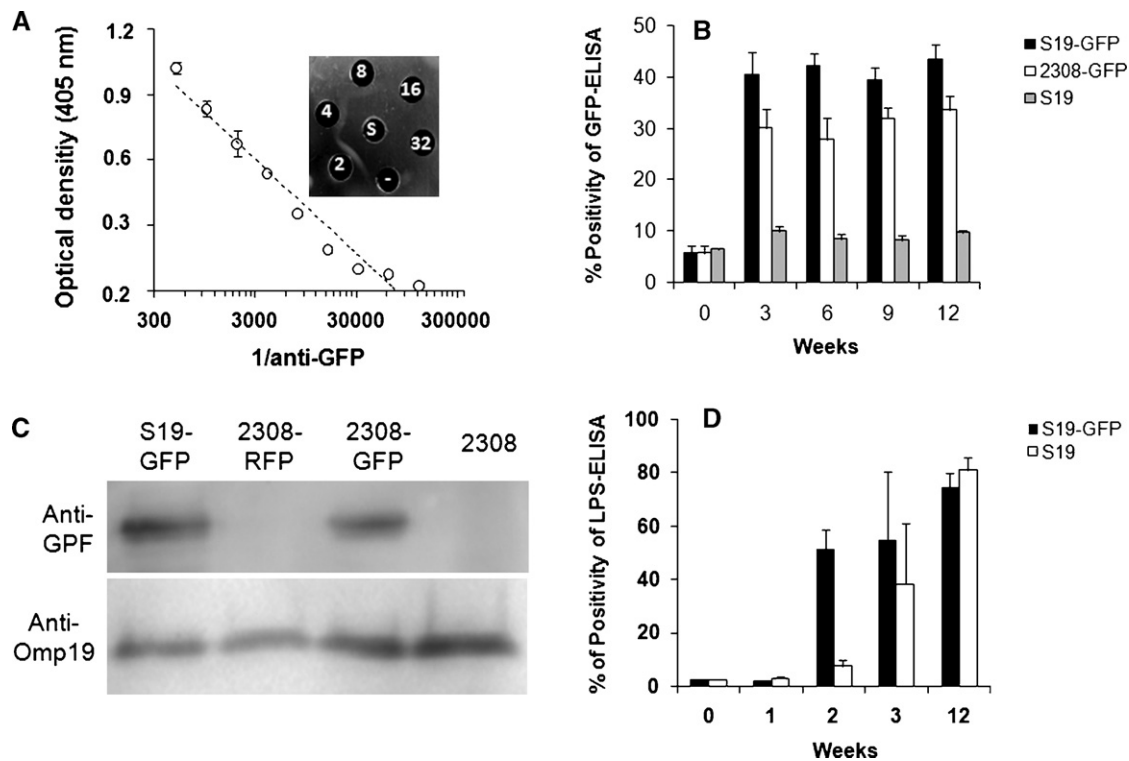 A
Optical densitiy (405 nm)
1.2
0.9
0.6
0.3
0.2
300
3000
30000
300000
1/anti-GFP
8
16
4
S
32
2
-
B
% Positivity of GFP-ELISA
50
40
30
20
10
0
0
3
6
9
12
Weeks
S19-GFP
2308-GFP
S19
C
S19-
GFP
2308-
RFP
2308-
GFP
2308
Anti-
GPF
Anti-
Omp19
D
% of Positivity of LPS-ELISA
100
80
60
40
20
0
0
1
2
3
12
Weeks
S19-GFP
S19